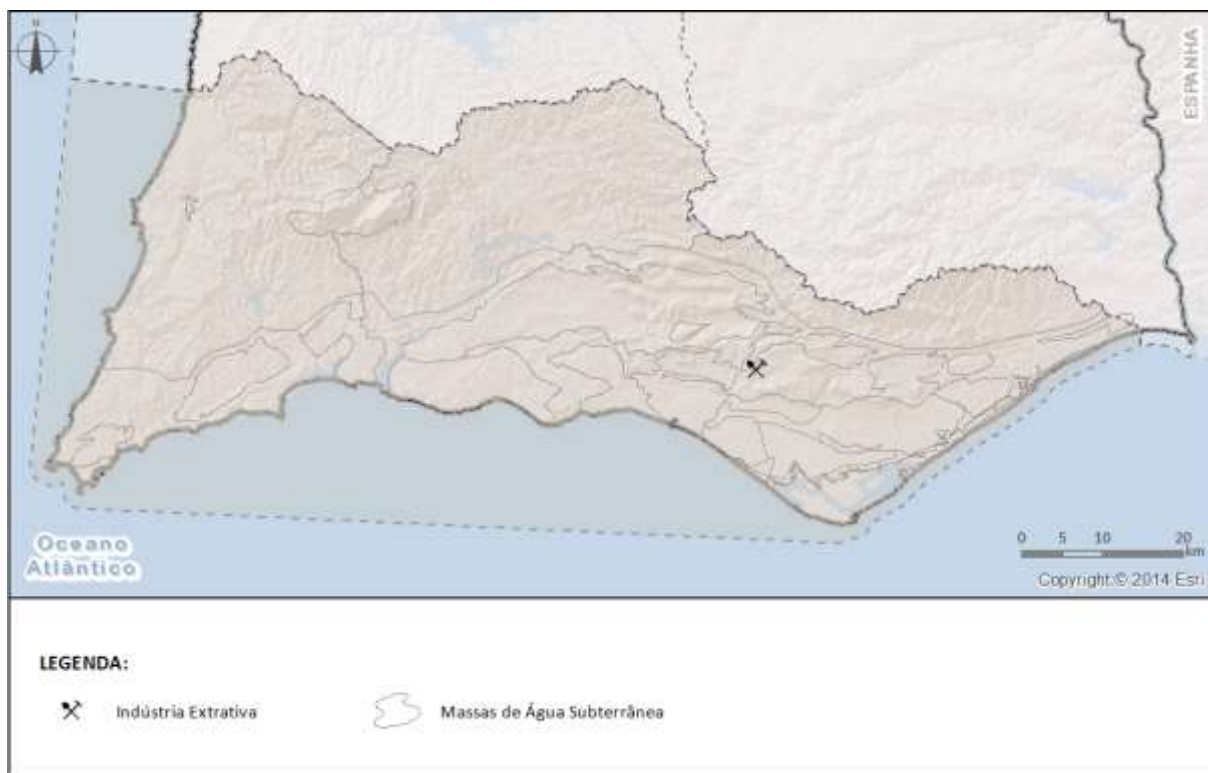 N
ESPANHA
Oceano
Atlântico
0 5 10 20
km
Copyright:© 2014 Esri
LEGENDA:
Indústria Extrativa
Massas de Água Subterrânea